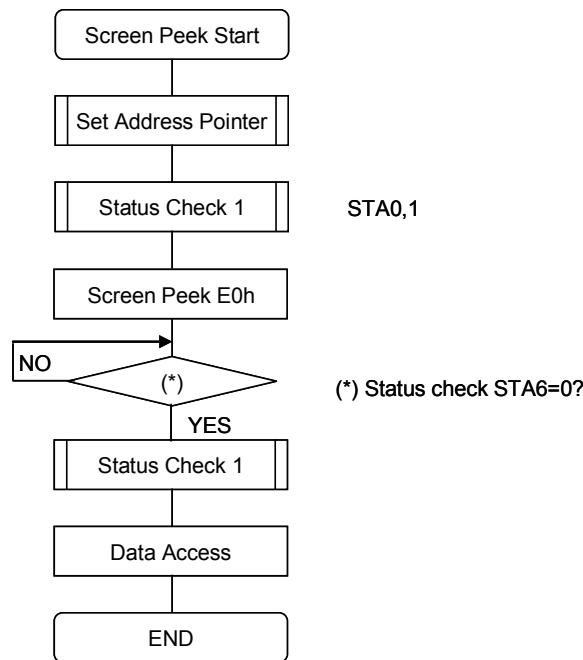 Screen Peek Start
Set Address Pointer
Status Check 1
STA0,1
Screen Peek E0h
NO
(*)
(*) Status check STA6=0?
YES
Status Check 1
Data Access
END